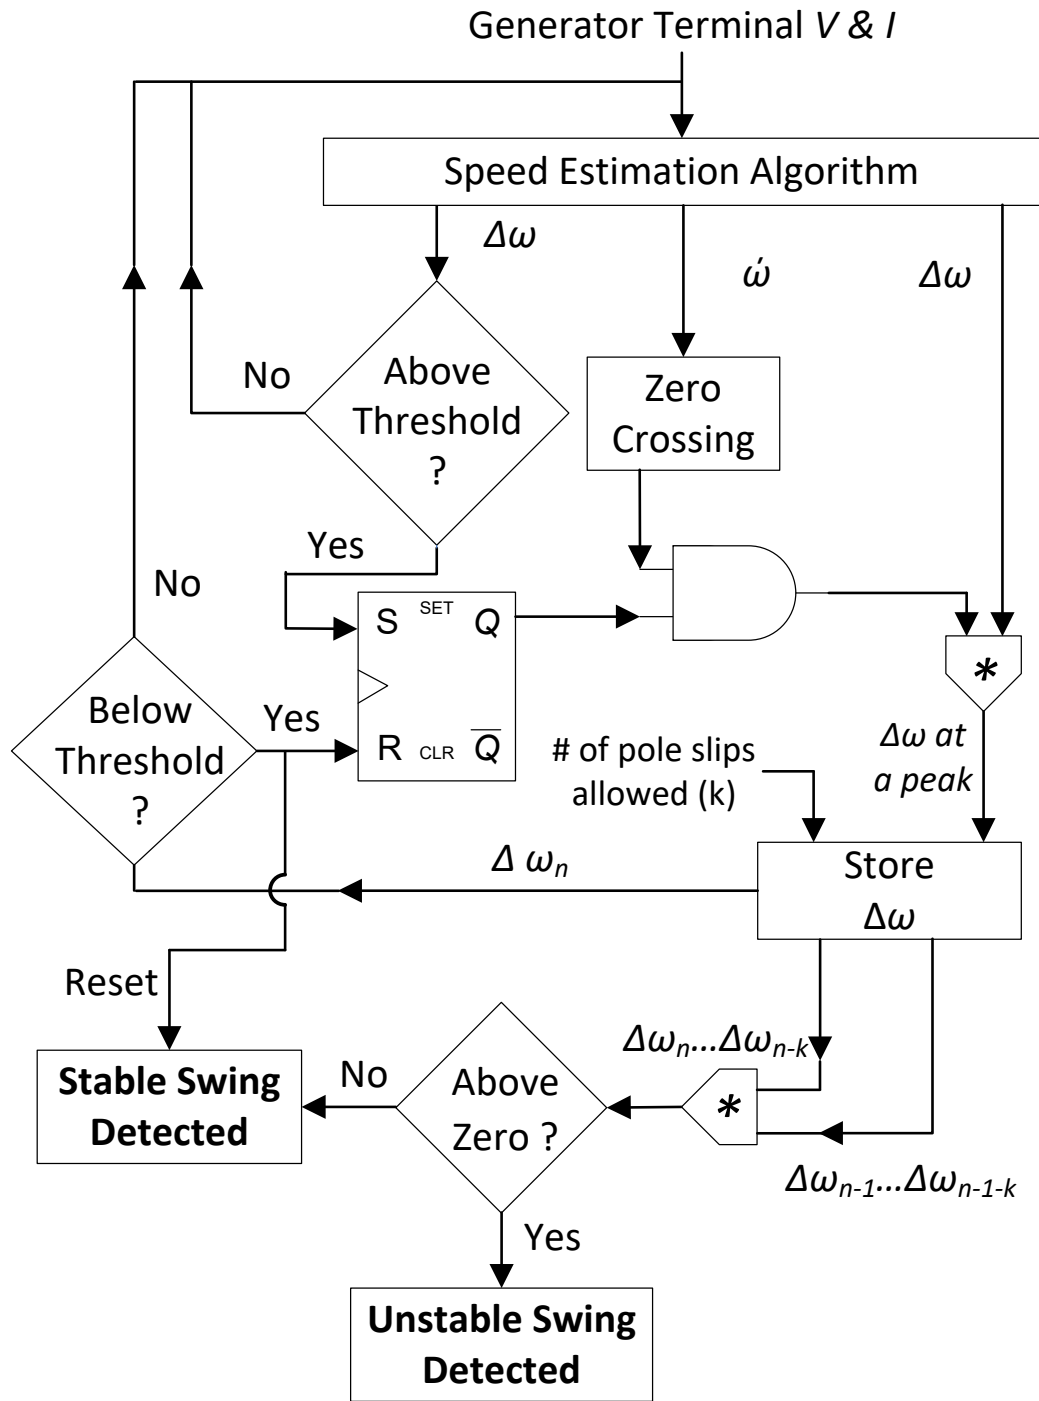 Generator Terminal V & I
Speed Estimation Algorithm
Δω
ώ
Δω
No
Above
Threshold
?
Zero
Crossing
Yes
No
S SET Q
R CLR Q̅
*
Below
Threshold
?
Yes
# of pole slips
allowed (k)
Δω at
a peak
Δ ωn
Store
Δω
Reset
Δωn...Δωn-k
Stable Swing
Detected
No
Above
Zero ?
*
Δωn-1...Δωn-1-k
Yes
Unstable Swing
Detected